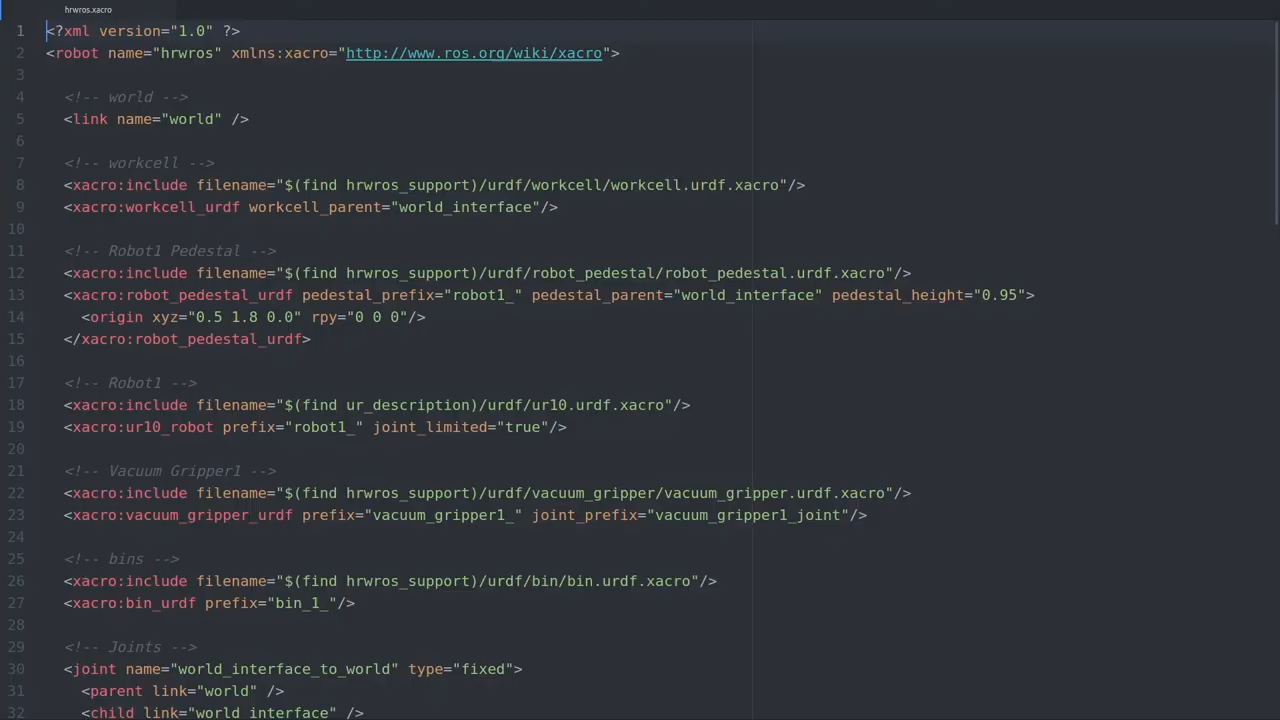 hrwros.xacro
1 <?xml version="1.0" ?>
2 <robot name="hrwros" xmlns:xacro="http://www.ros.org/wiki/xacro">
3
4 <!-- world -->
5 <link name="world" />
6
7 <!-- workcell -->
8 <xacro:include filename="$(find hrwros_support)/urdf/workcell/workcell.urdf.xacro"/>
9 <xacro:workcell_urdf workcell_parent="world_interface"/>
10
11 <!-- Robot1 Pedestal -->
12 <xacro:include filename="$(find hrwros_support)/urdf/robot_pedestal/robot_pedestal.urdf.xacro"/>
13 <xacro:robot_pedestal_urdf pedestal_prefix="robot1_" pedestal_parent="world_interface" pedestal_height="0.95">
14 <origin xyz="0.5 1.8 0.0" rpy="0 0 0"/>
15 </xacro:robot_pedestal_urdf>
16
17 <!-- Robot1 -->
18 <xacro:include filename="$(find ur_description)/urdf/ur10.urdf.xacro"/>
19 <xacro:ur10_robot prefix="robot1_" joint_limited="true"/>
20
21 <!-- Vacuum Gripper1 -->
22 <xacro:include filename="$(find hrwros_support)/urdf/vacuum_gripper/vacuum_gripper.urdf.xacro"/>
23 <xacro:vacuum_gripper_urdf prefix="vacuum_gripper1_" joint_prefix="vacuum_gripper1_joint"/>
24
25 <!-- bins -->
26 <xacro:include filename="$(find hrwros_support)/urdf/bin/bin.urdf.xacro"/>
27 <xacro:bin_urdf prefix="bin_1_"/>
28
29 <!-- Joints -->
30 <joint name="world_interface_to_world" type="fixed">
31 <parent link="world" />
32 <child link="world_interface" />